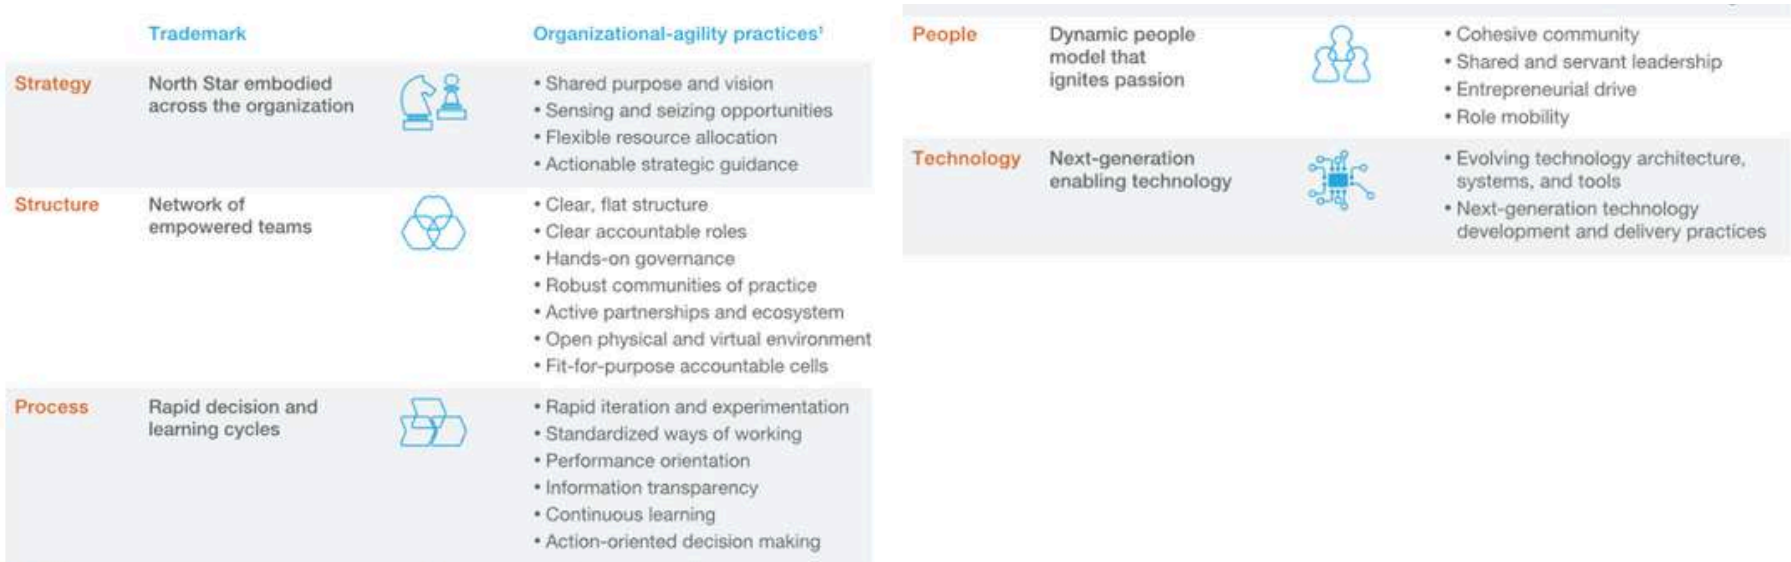 Trademark
Organizational-agility practices¹
Strategy
North Star embodied
across the organization
• Shared purpose and vision
• Sensing and seizing opportunities
• Flexible resource allocation
• Actionable strategic guidance
Structure
Network of
empowered teams
• Clear, flat structure
• Clear accountable roles
• Hands-on governance
• Robust communities of practice
• Active partnerships and ecosystem
• Open physical and virtual environment
• Fit-for-purpose accountable cells
Process
Rapid decision and
learning cycles
• Rapid iteration and experimentation
• Standardized ways of working
• Performance orientation
• Information transparency
• Continuous learning
• Action-oriented decision making
People
Dynamic people
model that
ignites passion
• Cohesive community
• Shared and servant leadership
• Entrepreneurial drive
• Role mobility
Technology
Next-generation
enabling technology
• Evolving technology architecture,
systems, and tools
• Next-generation technology
development and delivery practices